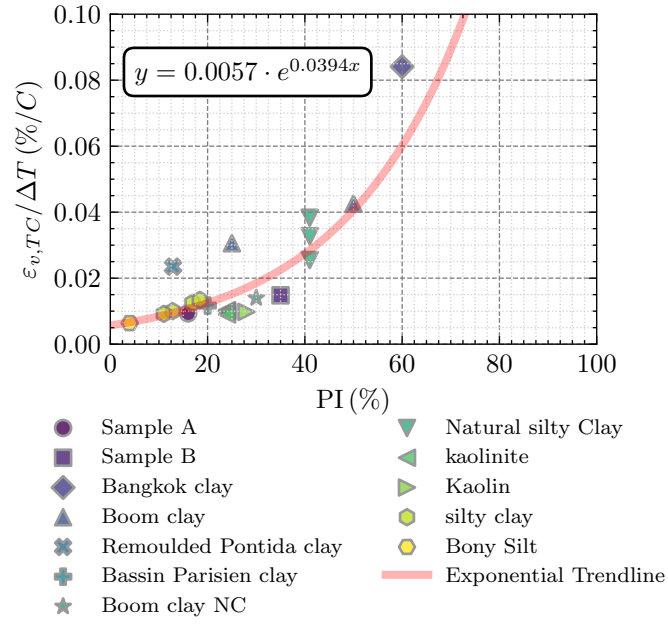 0.10
0.08
0.06
0.04
0.02
0.00
ε_{v,TC}/ΔT (%/C)
y = 0.0057 · e^{0.0394x}
0 20 40 60 80 100
PI (%)
Sample A
Sample B
Bangkok clay
Boom clay
Remoulded Pontida clay
Bassin Parisien clay
Boom clay NC
Natural silty Clay
kaolinite
Kaolin
silty clay
Bony Silt
Exponential Trendline